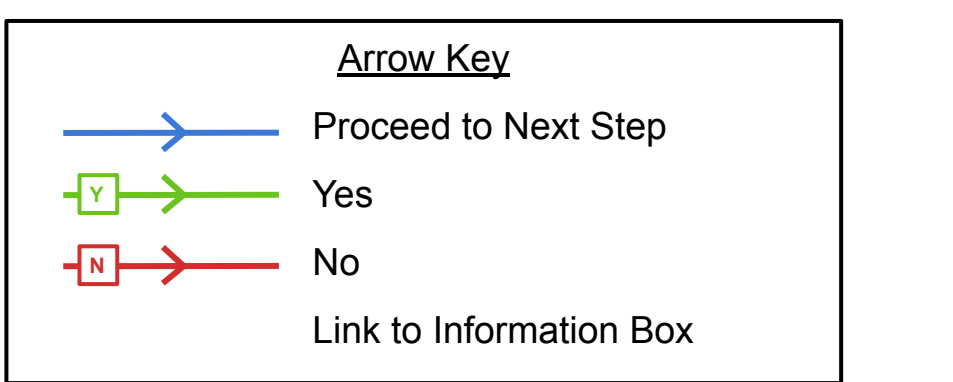 Arrow Key
Proceed to Next Step
Y Yes
N No
Link to Information Box